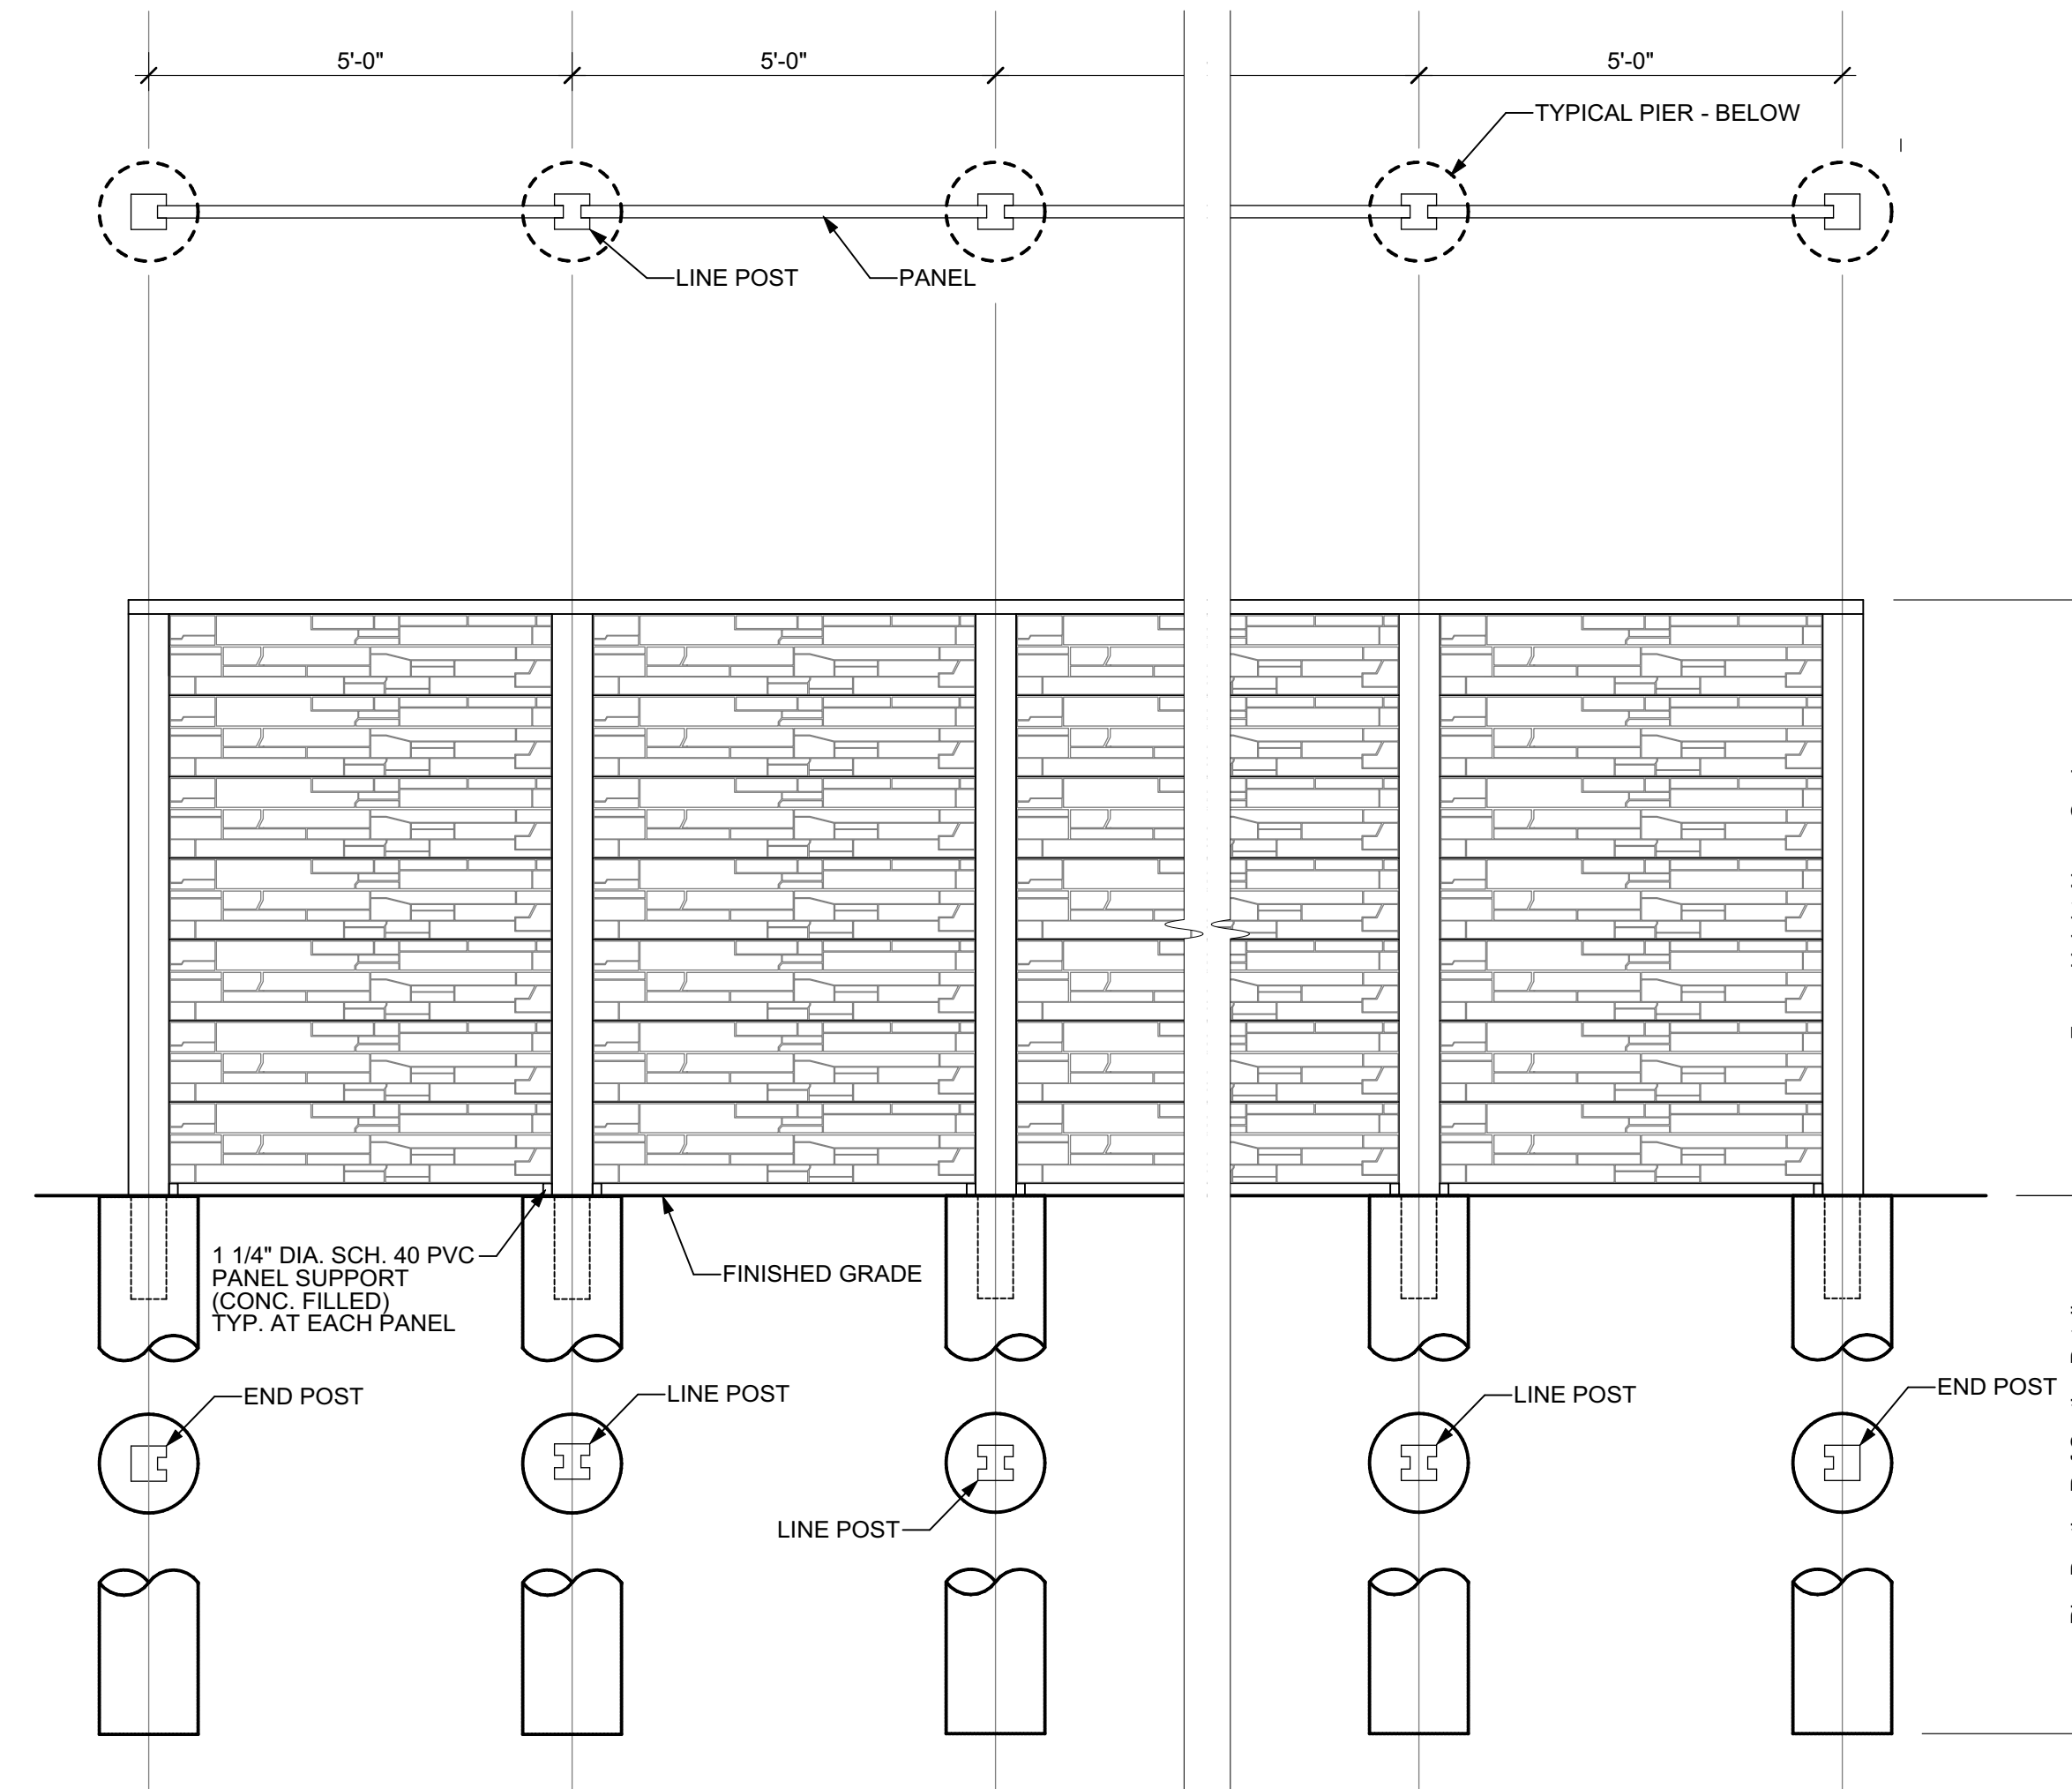 5'-0"
5'-0"
5'-0"
TYPICAL PIER - BELOW
LINE POST
PANEL
1 1/4" DIA. SCH. 40 PVC
PANEL SUPPORT
(CONC. FILLED)
TYP. AT EACH PANEL
FINISHED GRADE
END POST
LINE POST
LINE POST
END POST
LINE POST